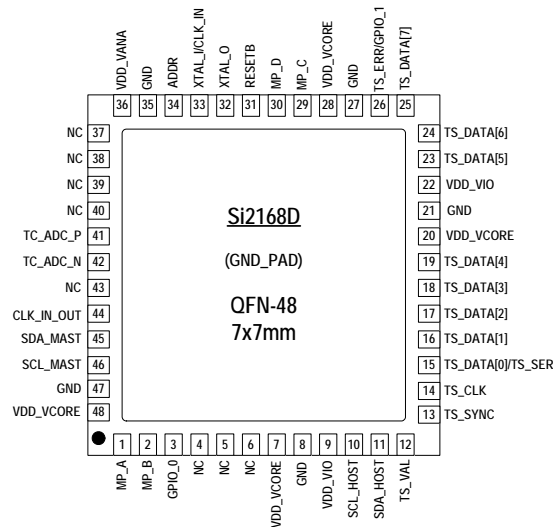 VDD_VANA
GND
ADDR
XTAL_I/CLK_IN
XTAL_O
RESETB
MP_D
MP_C
VDD_VCORE
GND
TS_ERR/GPIO_1
TS_DATA[7]
36 35 34 33 32 31 30 29 28 27 26 25
NC 37
NC 38
NC 39
NC 40
TC_ADC_P 41
TC_ADC_N 42
NC 43
CLK_IN_OUT 44
SDA_MAST 45
SCL_MAST 46
GND 47
VDD_VCORE 48
Si2168D
(GND_PAD)
QFN-48
7x7mm
24 TS_DATA[6]
23 TS_DATA[5]
22 VDD_VIO
21 GND
20 VDD_VCORE
19 TS_DATA[4]
18 TS_DATA[3]
17 TS_DATA[2]
16 TS_DATA[1]
15 TS_DATA[0]/TS_SER
14 TS_CLK
13 TS_SYNC
1 2 3 4 5 6 7 8 9 10 11 12
MP_A
MP_B
GPIO_0
NC
NC
NC
VDD_VCORE
GND
VDD_VIO
SCL_HOST
SDA_HOST
TS_VAL